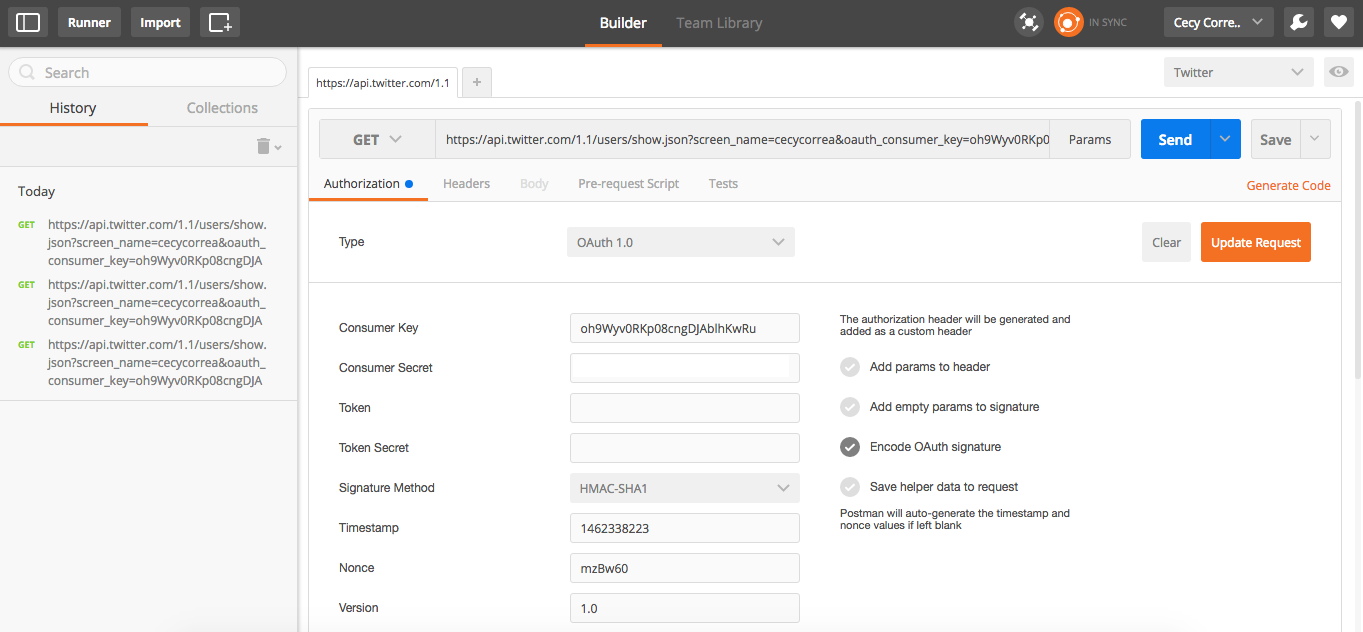 Runner
Import
Builder
Team Library
IN SYNC
Cecy Corre..
Search
History
Collections
Today
GET https://api.twitter.com/1.1/users/show.
json?screen_name=cecycorrea&oauth_
consumer_key=oh9Wyv0RKp08cngDJA
GET https://api.twitter.com/1.1/users/show.
json?screen_name=cecycorrea&oauth_
consumer_key=oh9Wyv0RKp08cngDJA
GET https://api.twitter.com/1.1/users/show.
json?screen_name=cecycorrea&oauth_
consumer_key=oh9Wyv0RKp08cngDJA
https://api.twitter.com/1.1
+
Twitter
GET
https://api.twitter.com/1.1/users/show.json?screen_name=cecycorrea&oauth_consumer_key=oh9Wyv0RKp0
Params
Send
Save
Authorization
Headers
Body
Pre-request Script
Tests
Generate Code
Type
OAuth 1.0
Clear
Update Request
Consumer Key
oh9Wyv0RKp08cngDJAblhKwRu
Consumer Secret
Token
Token Secret
Signature Method
HMAC-SHA1
Timestamp
1462338223
Nonce
mzBw60
Version
1.0
The authorization header will be generated and
added as a custom header
Add params to header
Add empty params to signature
Encode OAuth signature
Save helper data to request
Postman will auto-generate the timestamp and
nonce values if left blank